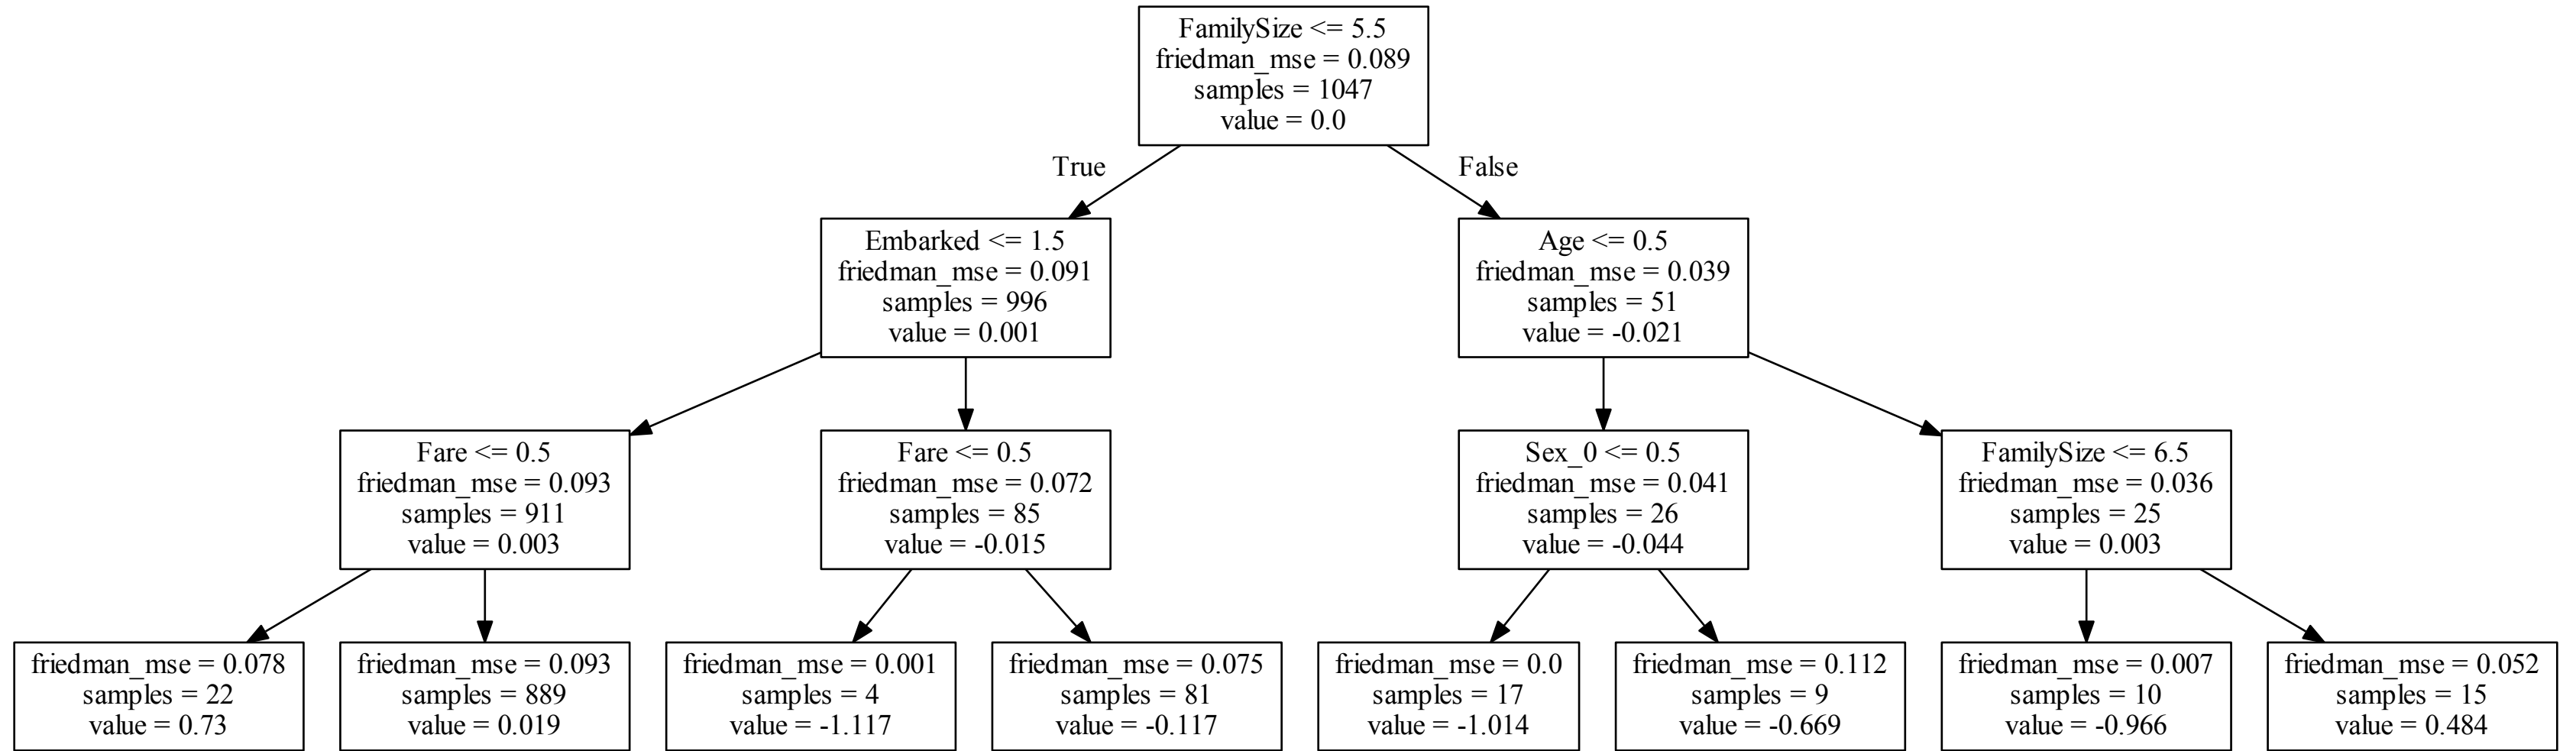 FamilySize <= 5.5
friedman_mse = 0.089
samples = 1047
value = 0.0
True
False
Embarked <= 1.5
friedman_mse = 0.091
samples = 996
value = 0.001
Age <= 0.5
friedman_mse = 0.039
samples = 51
value = -0.021
Fare <= 0.5
friedman_mse = 0.093
samples = 911
value = 0.003
Fare <= 0.5
friedman_mse = 0.072
samples = 85
value = -0.015
Sex_0 <= 0.5
friedman_mse = 0.041
samples = 26
value = -0.044
FamilySize <= 6.5
friedman_mse = 0.036
samples = 25
value = 0.003
friedman_mse = 0.078
samples = 22
value = 0.73
friedman_mse = 0.093
samples = 889
value = 0.019
friedman_mse = 0.001
samples = 4
value = -1.117
friedman_mse = 0.075
samples = 81
value = -0.117
friedman_mse = 0.0
samples = 17
value = -1.014
friedman_mse = 0.112
samples = 9
value = -0.669
friedman_mse = 0.007
samples = 10
value = -0.966
friedman_mse = 0.052
samples = 15
value = 0.484